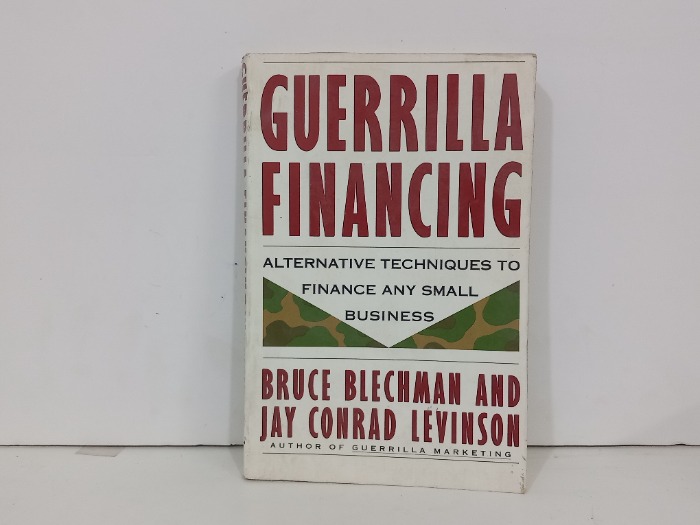 GUERRILLA
FINANCING
ALTERNATIVE TECHNIQUES TO
FINANCE ANY SMALL
BUSINESS
BRUCE BLECHMAN AND
JAY CONRAD LEVINSON
AUTHOR OF GUERRILLA MARKETING